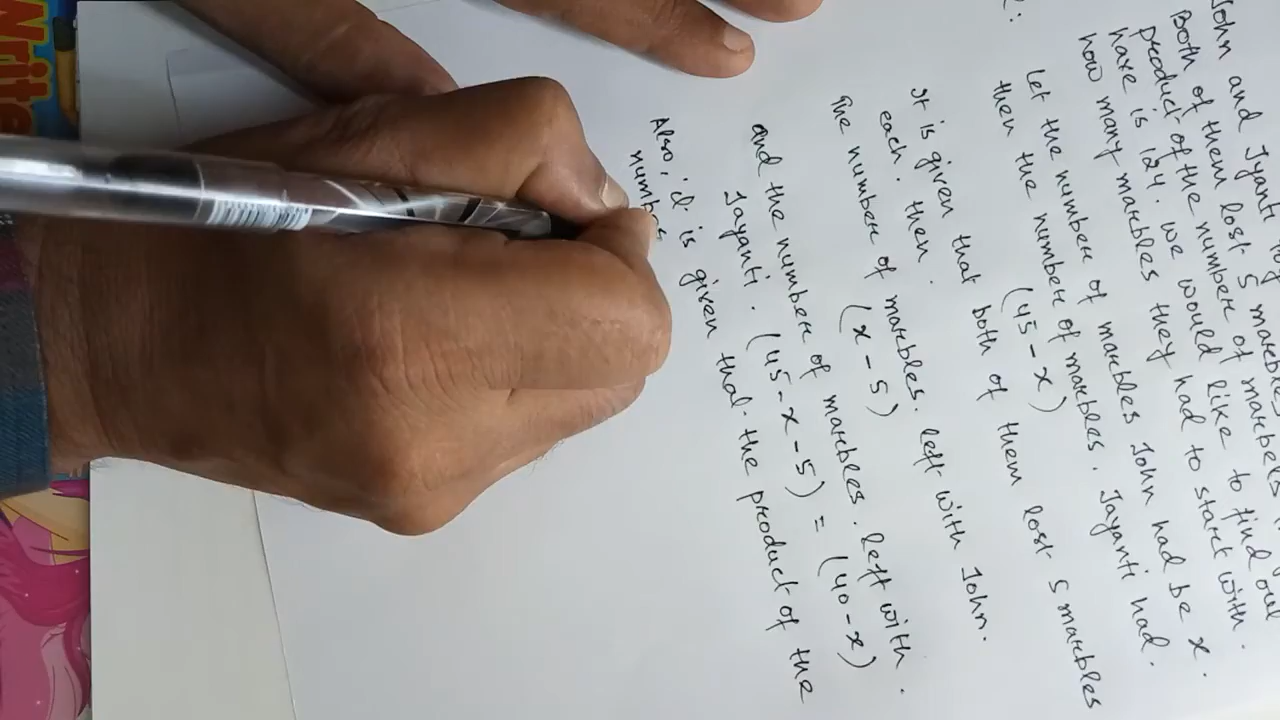 John and Jyanti
Both of them lost 5 marbles
product of the number of marbels
have is 124. we would like to find out
how many marbles they had to start with.
Let the number of marbles John had be x.
then the number of marbles. Jayanti had.
(45 - x)
It is given that both of them lost 5 marbles
each. then.
The number of marbles. left with John.
(x - 5)
and the number of marbles. left with.
Jayanti. (45 - x - 5) = (40 - x)
Also, it is given that the product of the
Write